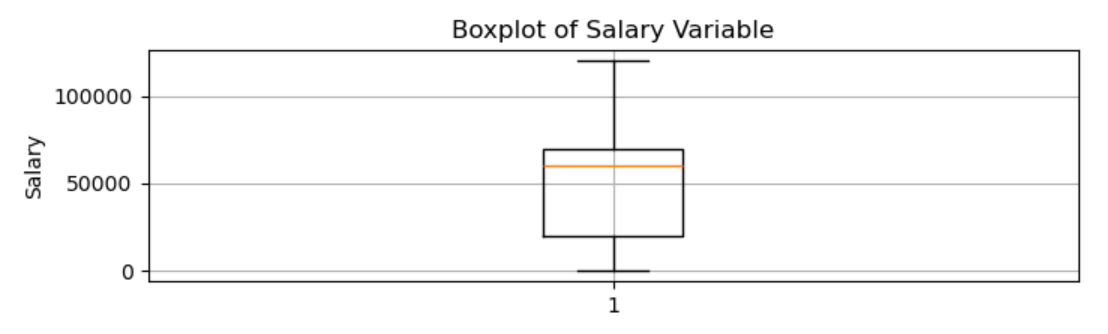 Boxplot of Salary Variable
Salary
100000
50000
0
1